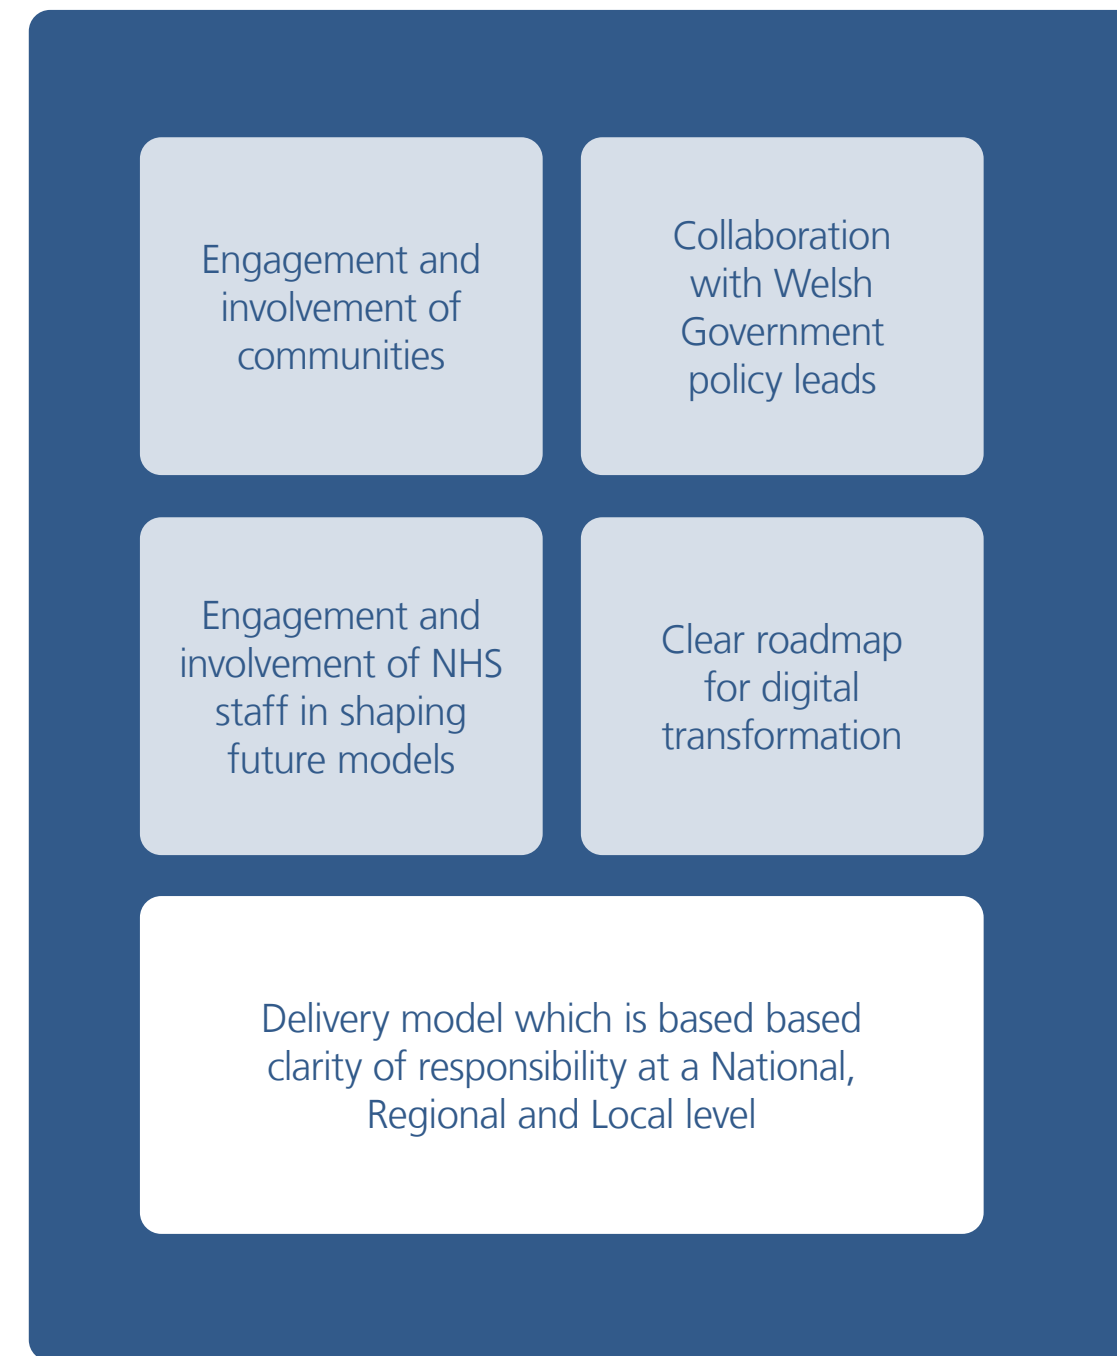 Engagement and
involvement of
communities
Collaboration
with Welsh
Government
policy leads
Engagement and
involvement of NHS
staff in shaping
future models
Clear roadmap
for digital
transformation
Delivery model which is based based
clarity of responsibility at a National,
Regional and Local level